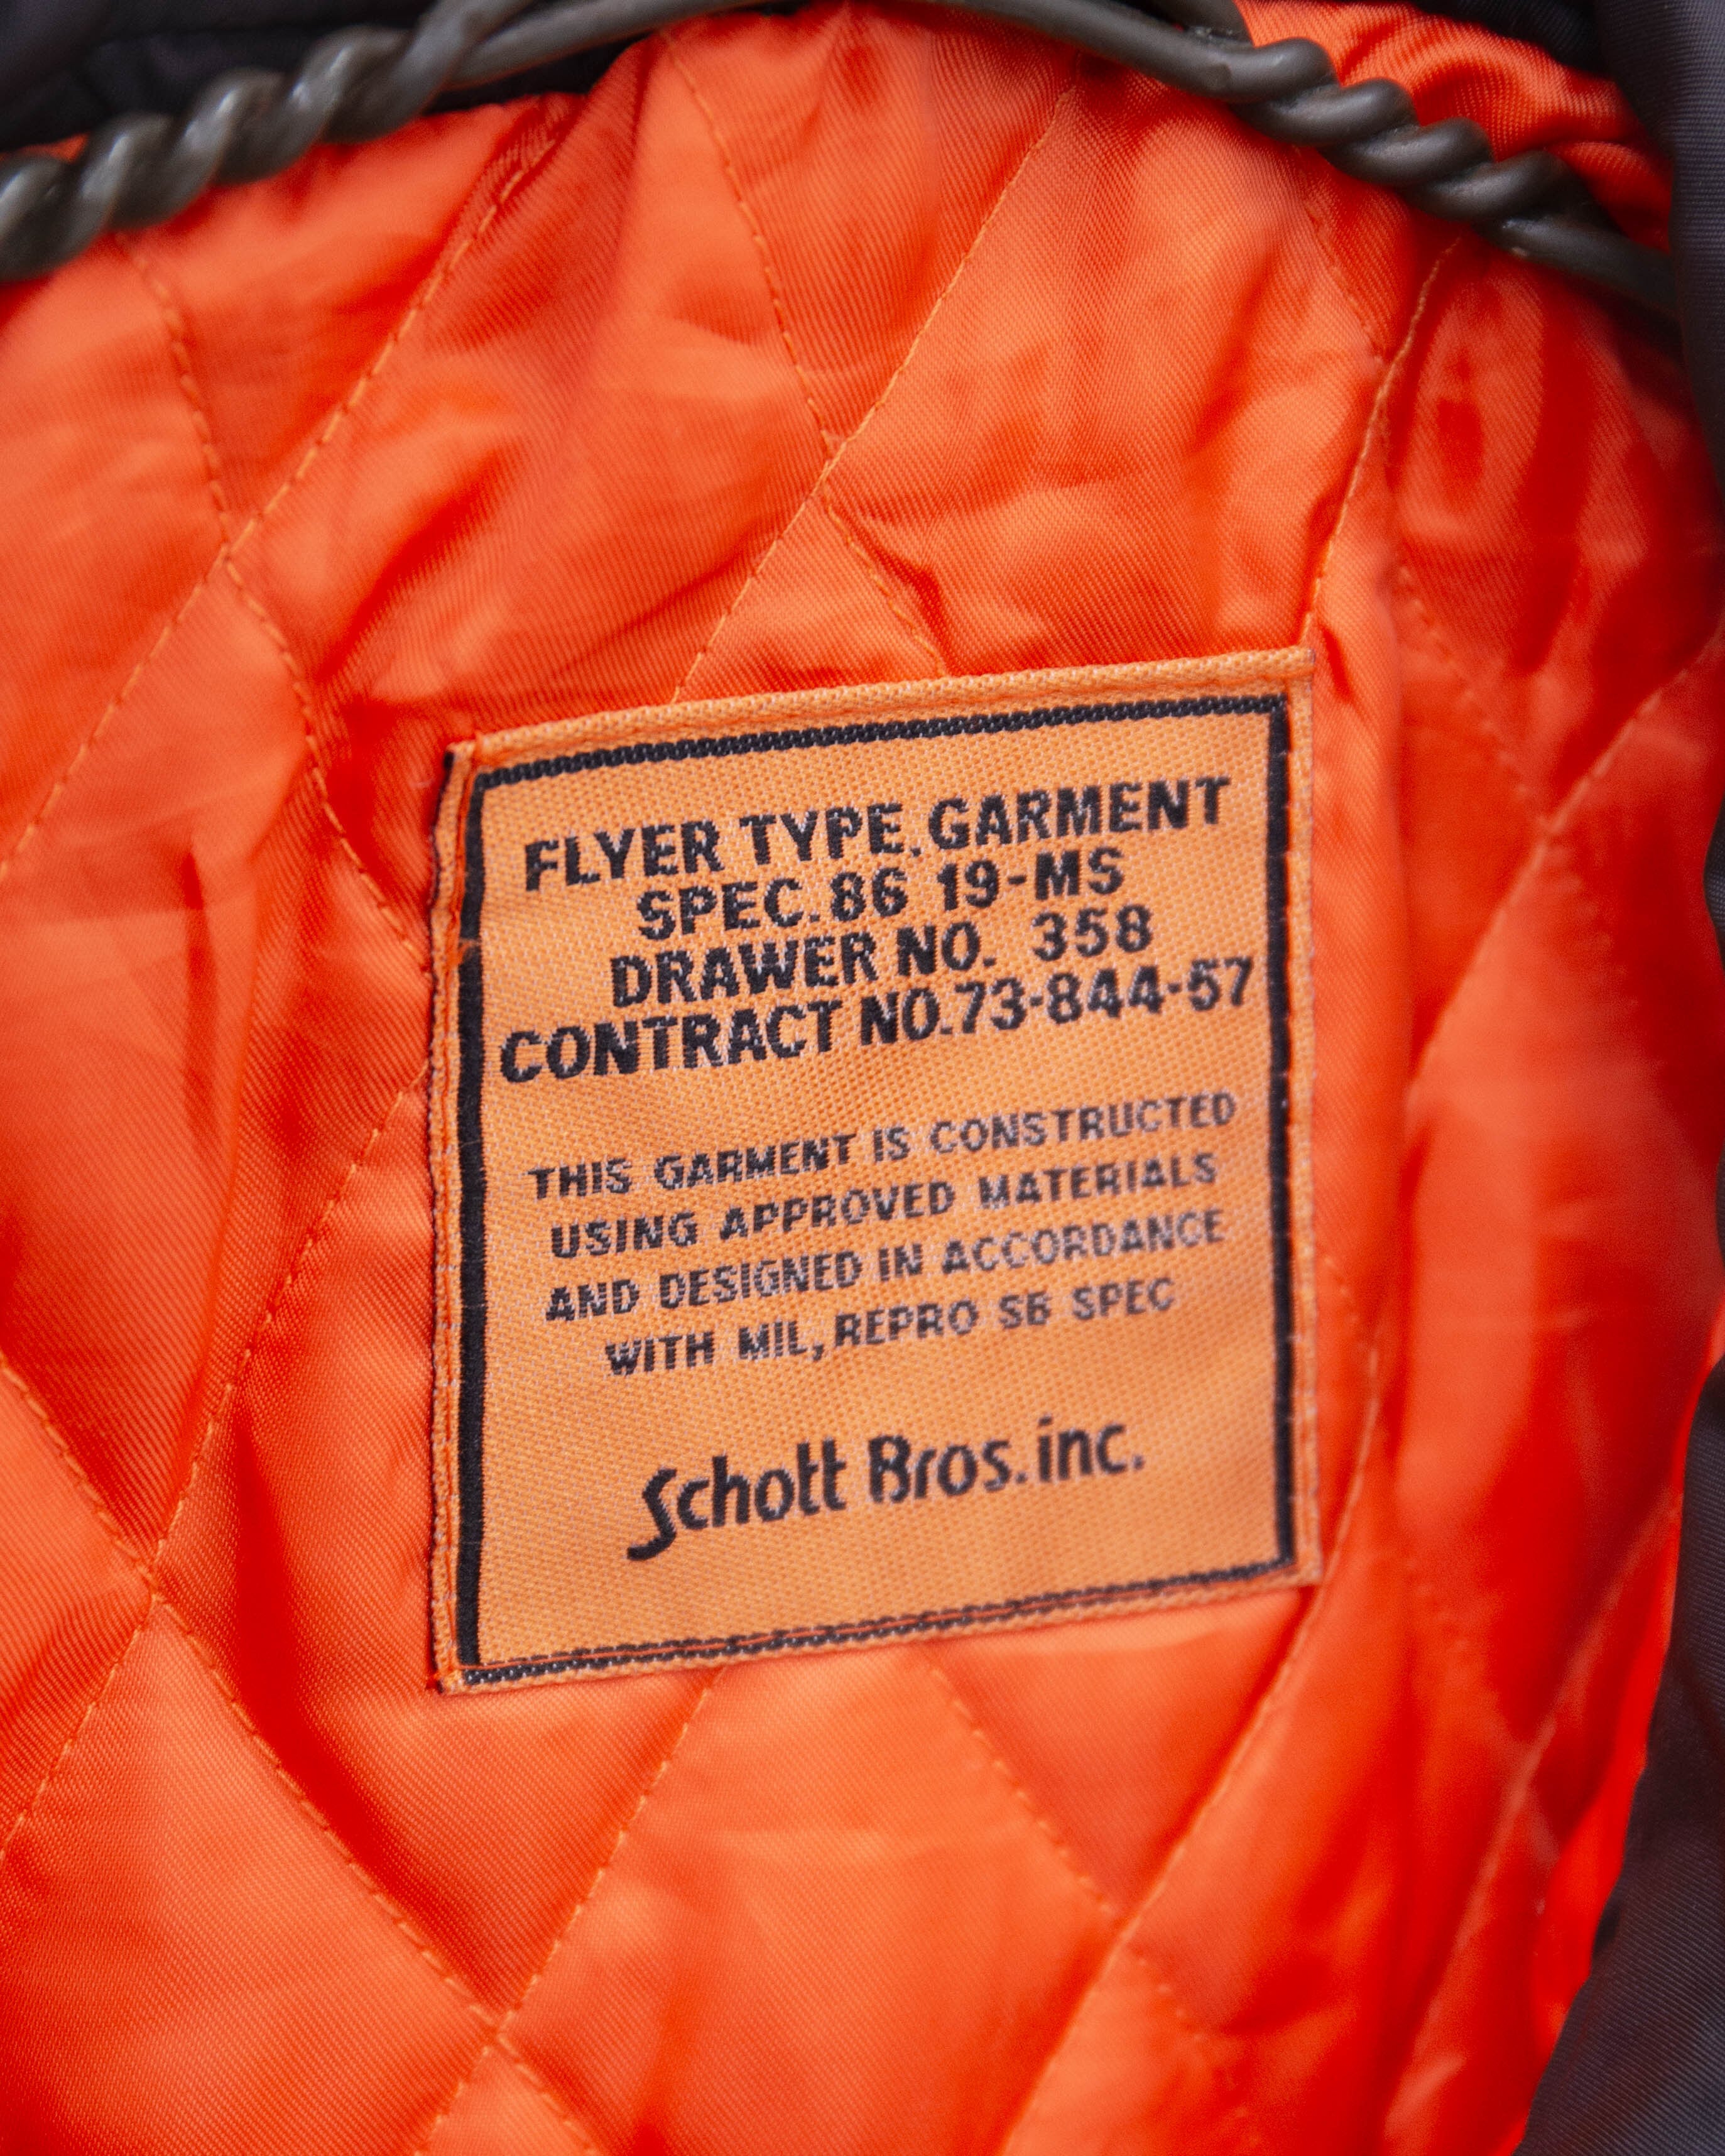 FLYER TYPE. GARMENT
SPEC. 86 19-MS
DRAWER NO. 358
CONTRACT NO. 73-844-57
THIS GARMENT IS CONSTRUCTED
USING APPROVED MATERIALS
AND DESIGNED IN ACCORDANCE
WITH MIL, REPRO S6 SPEC
Schott Bros. inc.